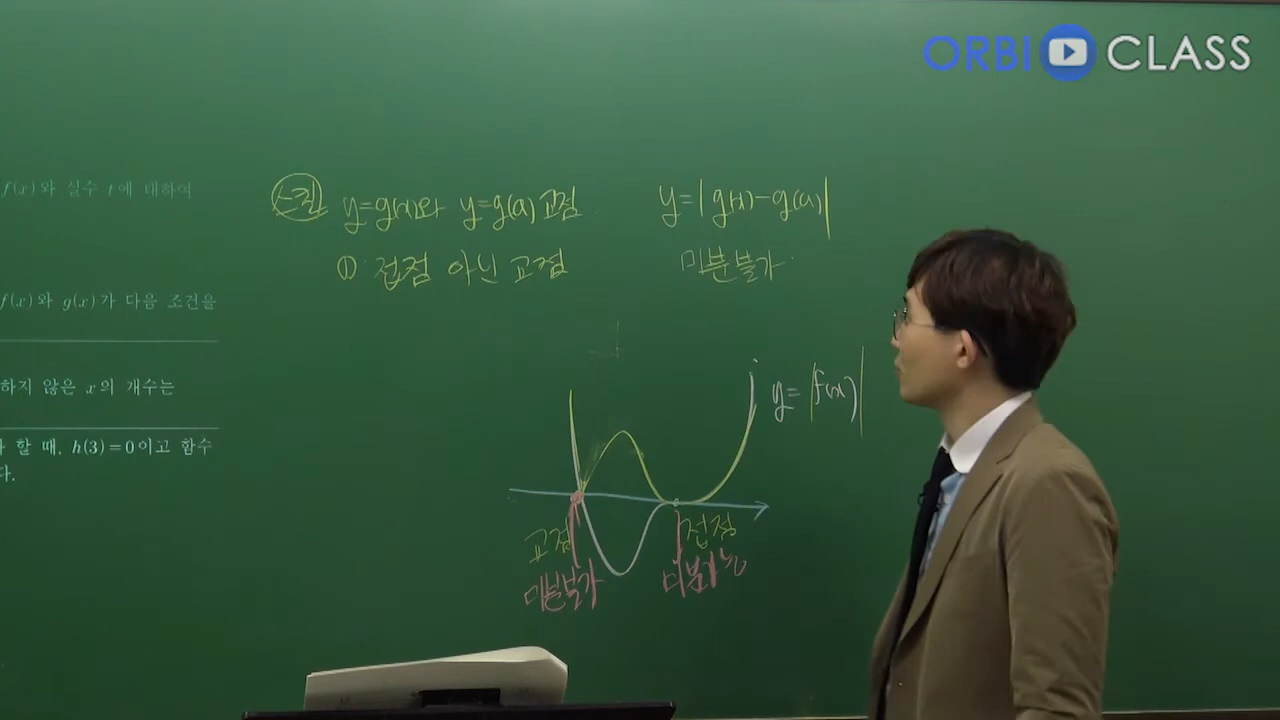 ORBI CLASS
f(x)와 실수 t에 대하여
f(x)와 g(x)가 다음 조건을
하지 않은 x의 개수는
할 때, h(3)=0이고 함수
다.
스킬 y=g(x)와 y=g(a) 교점
① 접점 아닌 교점
y=|g(x)-g(a)|
미분불가
y=|f(x)|
교점
미분불가
접점
미분가능